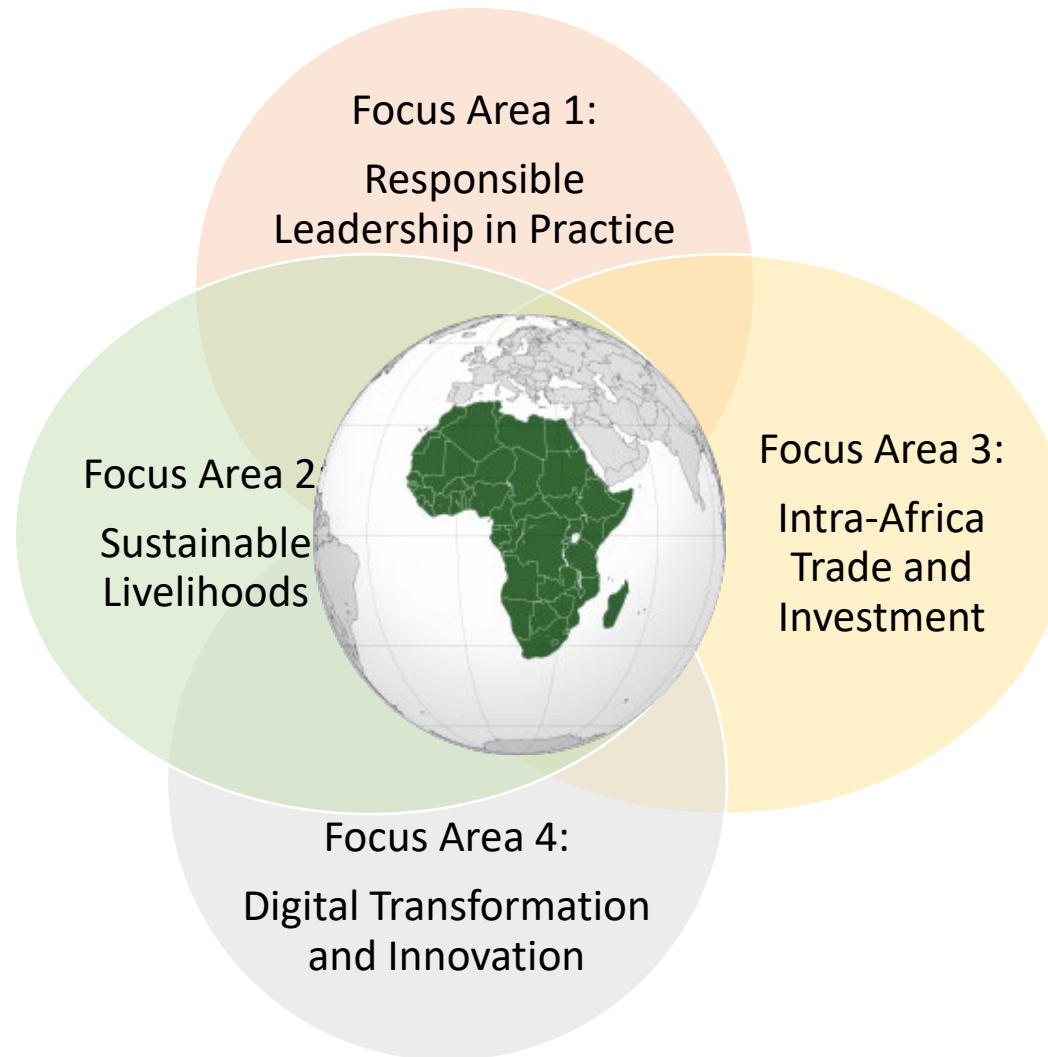 Focus Area 1:
Responsible
Leadership in Practice
Focus Area 2:
Sustainable
Livelihoods
Focus Area 3:
Intra-Africa
Trade and
Investment
Focus Area 4:
Digital Transformation
and Innovation